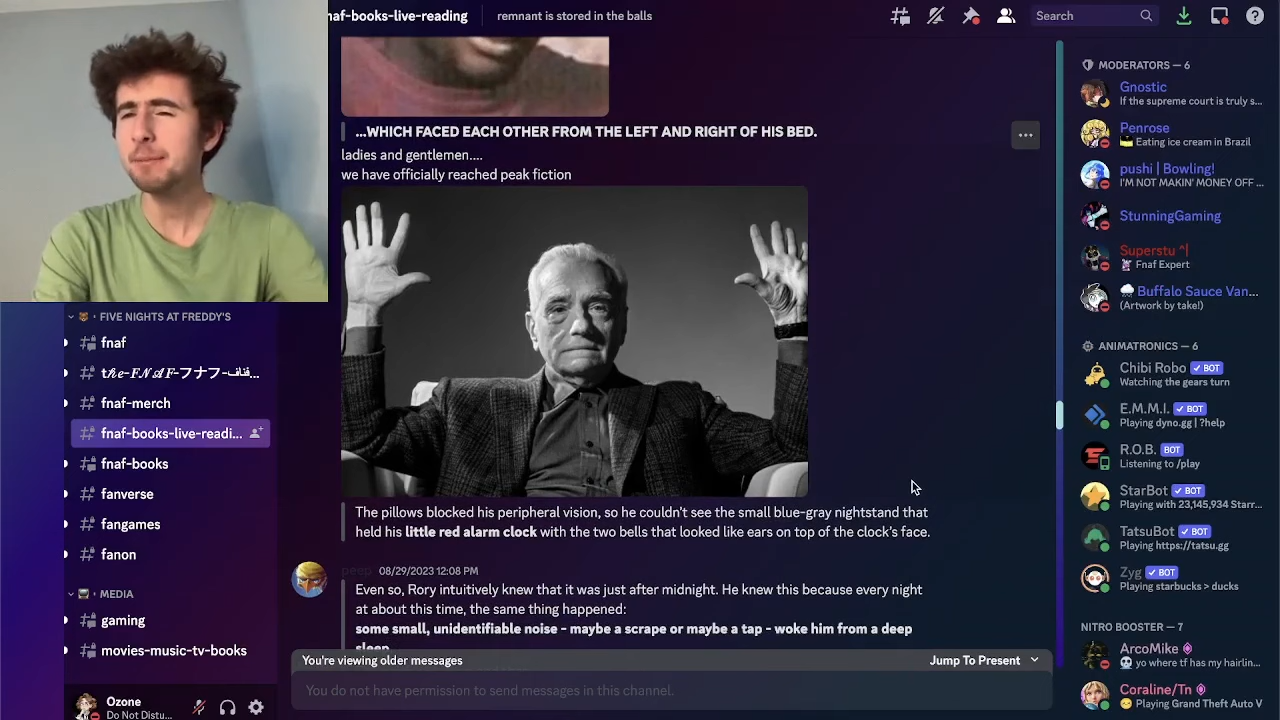 fnaf-books-live-reading
remnant is stored in the balls
Search
...WHICH FACED EACH OTHER FROM THE LEFT AND RIGHT OF HIS BED.
ladies and gentlemen....
we have officially reached peak fiction
The pillows blocked his peripheral vision, so he couldn't see the small blue-gray nightstand that
held his little red alarm clock with the two bells that looked like ears on top of the clock's face.
peep 08/29/2023 12:08 PM
Even so, Rory intuitively knew that it was just after midnight. He knew this because every night
at about this time, the same thing happened:
some small, unidentifiable noise - maybe a scrape or maybe a tap - woke him from a deep
sleep
You're viewing older messages
Jump To Present
You do not have permission to send messages in this channel.
FIVE NIGHTS AT FREDDY'S
fnaf
fnaf-merch
fnaf-books-live-readi...
fnaf-books
fanverse
fangames
fanon
MEDIA
gaming
movies-music-tv-books
Ozone
Do Not Distu...
MODERATORS — 6
Gnostic
If the supreme court is truly s...
Penrose
Eating ice cream in Brazil
pushi | Bowling!
I'M NOT MAKIN' MONEY OFF ...
StunningGaming
Superstu ^|
Fnaf Expert
Buffalo Sauce Van...
(Artwork by take!)
ANIMATRONICS — 6
Chibi Robo BOT
Watching the gears turn
E.M.M.I. BOT
Playing dyno.gg | ?help
R.O.B. BOT
Listening to /play
StarBot BOT
Playing with 23,145,934 Starr...
TatsuBot BOT
Playing https://tatsu.gg
Zyg BOT
Playing starbucks > ducks
NITRO BOOSTER — 7
ArcoMike
yo where tf has my hairlin...
Coraline/Tn
Playing Grand Theft Auto V